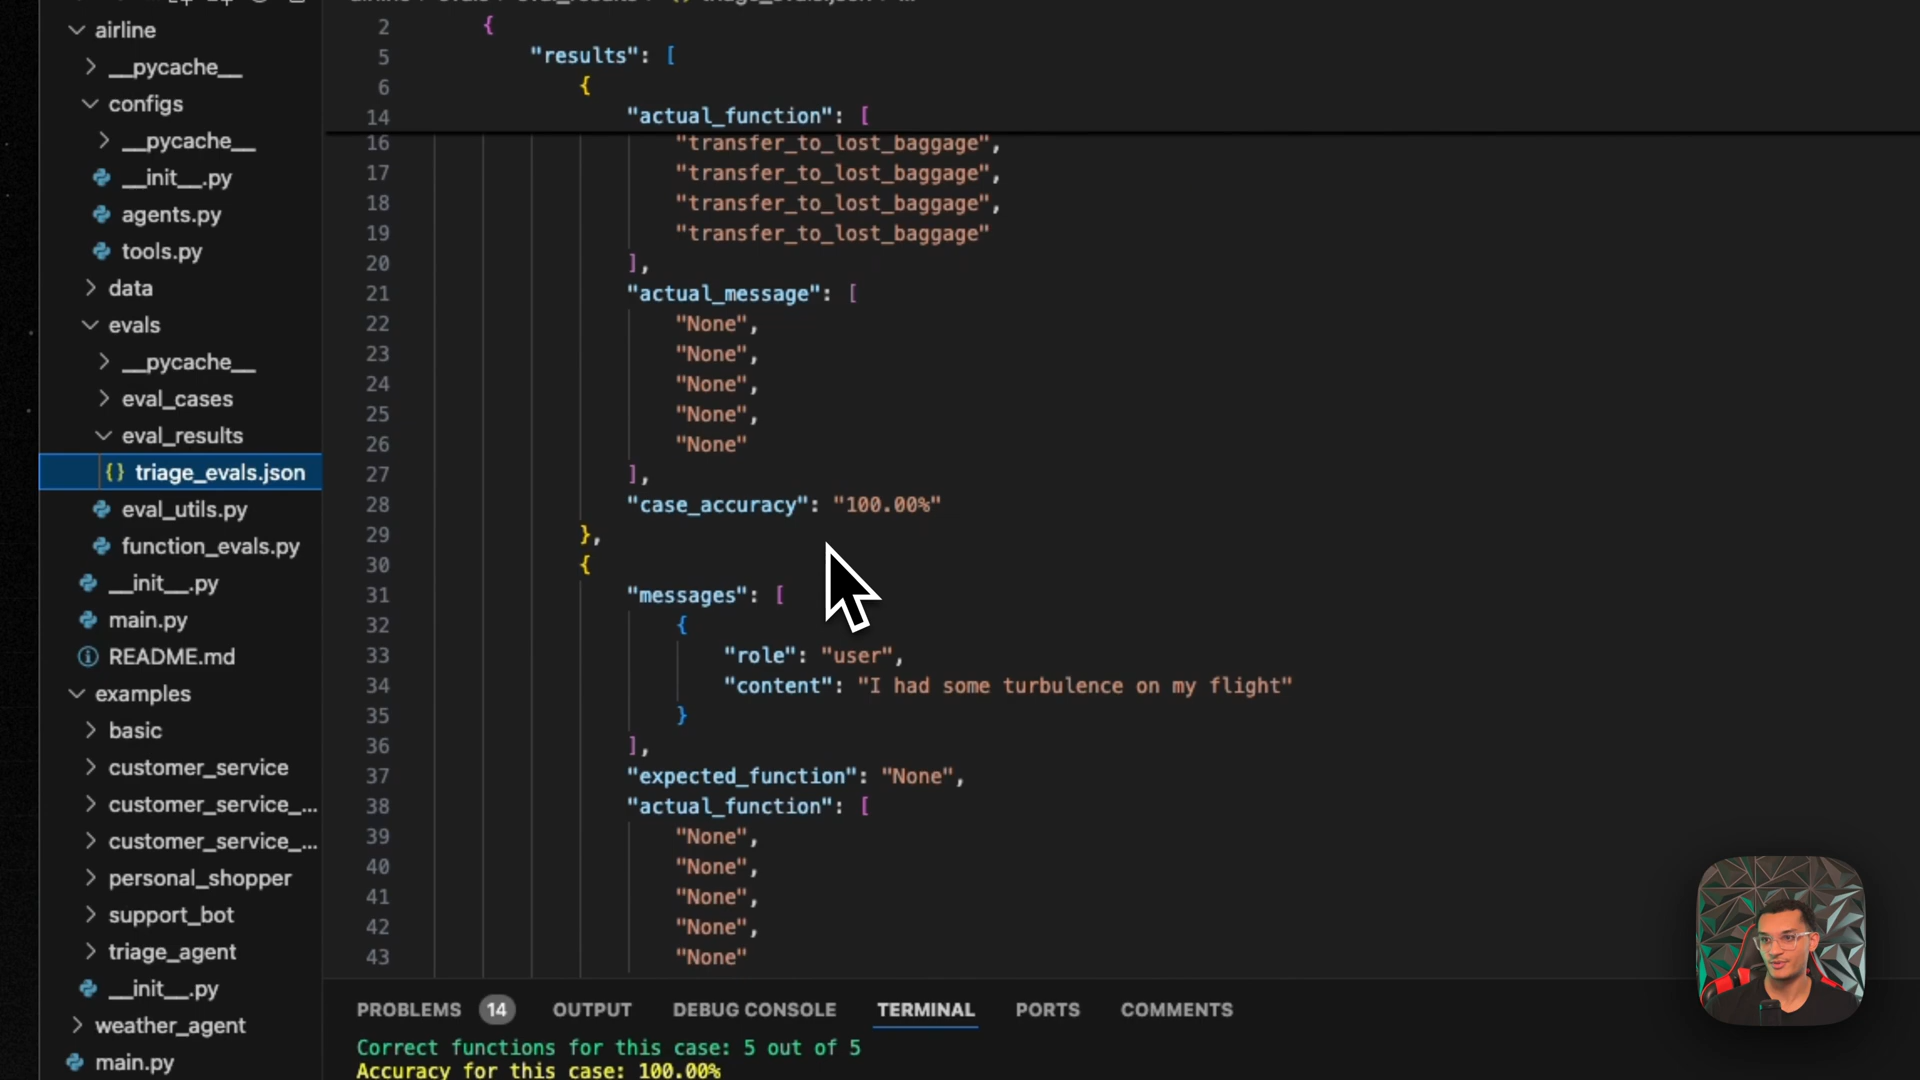 airline
__pycache__
configs
__pycache__
__init__.py
agents.py
tools.py
data
evals
__pycache__
eval_cases
eval_results
{} triage_evals.json
eval_utils.py
function_evals.py
__init__.py
main.py
README.md
examples
basic
customer_service
customer_service_...
customer_service_...
personal_shopper
support_bot
triage_agent
__init__.py
weather_agent
main.py
2 {
5 "results": [
6 {
14 "actual_function": [
16 "transfer_to_lost_baggage",
17 "transfer_to_lost_baggage",
18 "transfer_to_lost_baggage",
19 "transfer_to_lost_baggage"
20 ],
21 "actual_message": [
22 "None",
23 "None",
24 "None",
25 "None",
26 "None"
27 ],
28 "case_accuracy": "100.00%"
29 },
30 {
31 "messages": [
32 {
33 "role": "user",
34 "content": "I had some turbulence on my flight"
35 }
36 ],
37 "expected_function": "None",
38 "actual_function": [
39 "None",
40 "None",
41 "None",
42 "None",
43 "None"
PROBLEMS 14 OUTPUT DEBUG CONSOLE TERMINAL PORTS COMMENTS
Correct functions for this case: 5 out of 5
Accuracy for this case: 100.00%